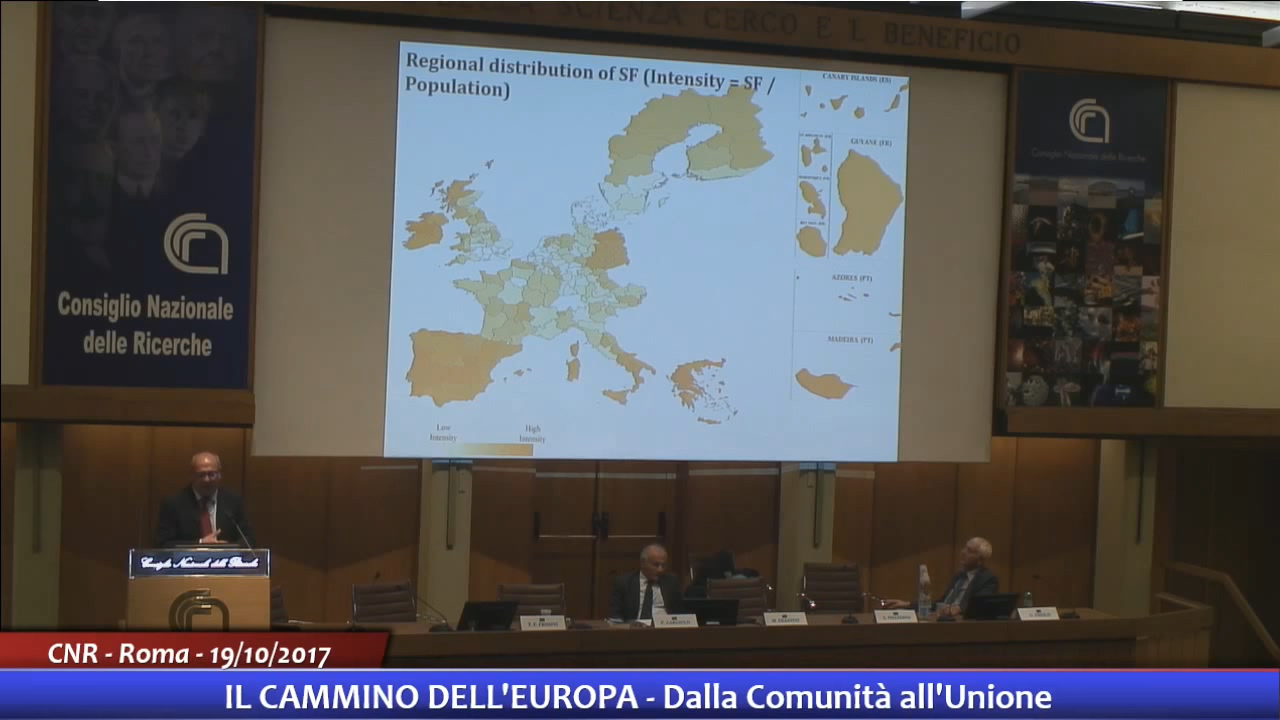 DELLA SCIENZA CERCO E L BENEFICIO
Regional distribution of SF (Intensity = SF /
Population)
CANARY ISLANDS (ES)
GUYANE (FR)
AZORES (PT)
MADEIRA (PT)
Low
Intensity
High
Intensity
Consiglio Nazionale delle Ricerche
Consiglio Nazionale
delle Ricerche
Consiglio Nazionale delle Ricerche
CNR - Roma - 19/10/2017
IL CAMMINO DELL'EUROPA - Dalla Comunità all'Unione